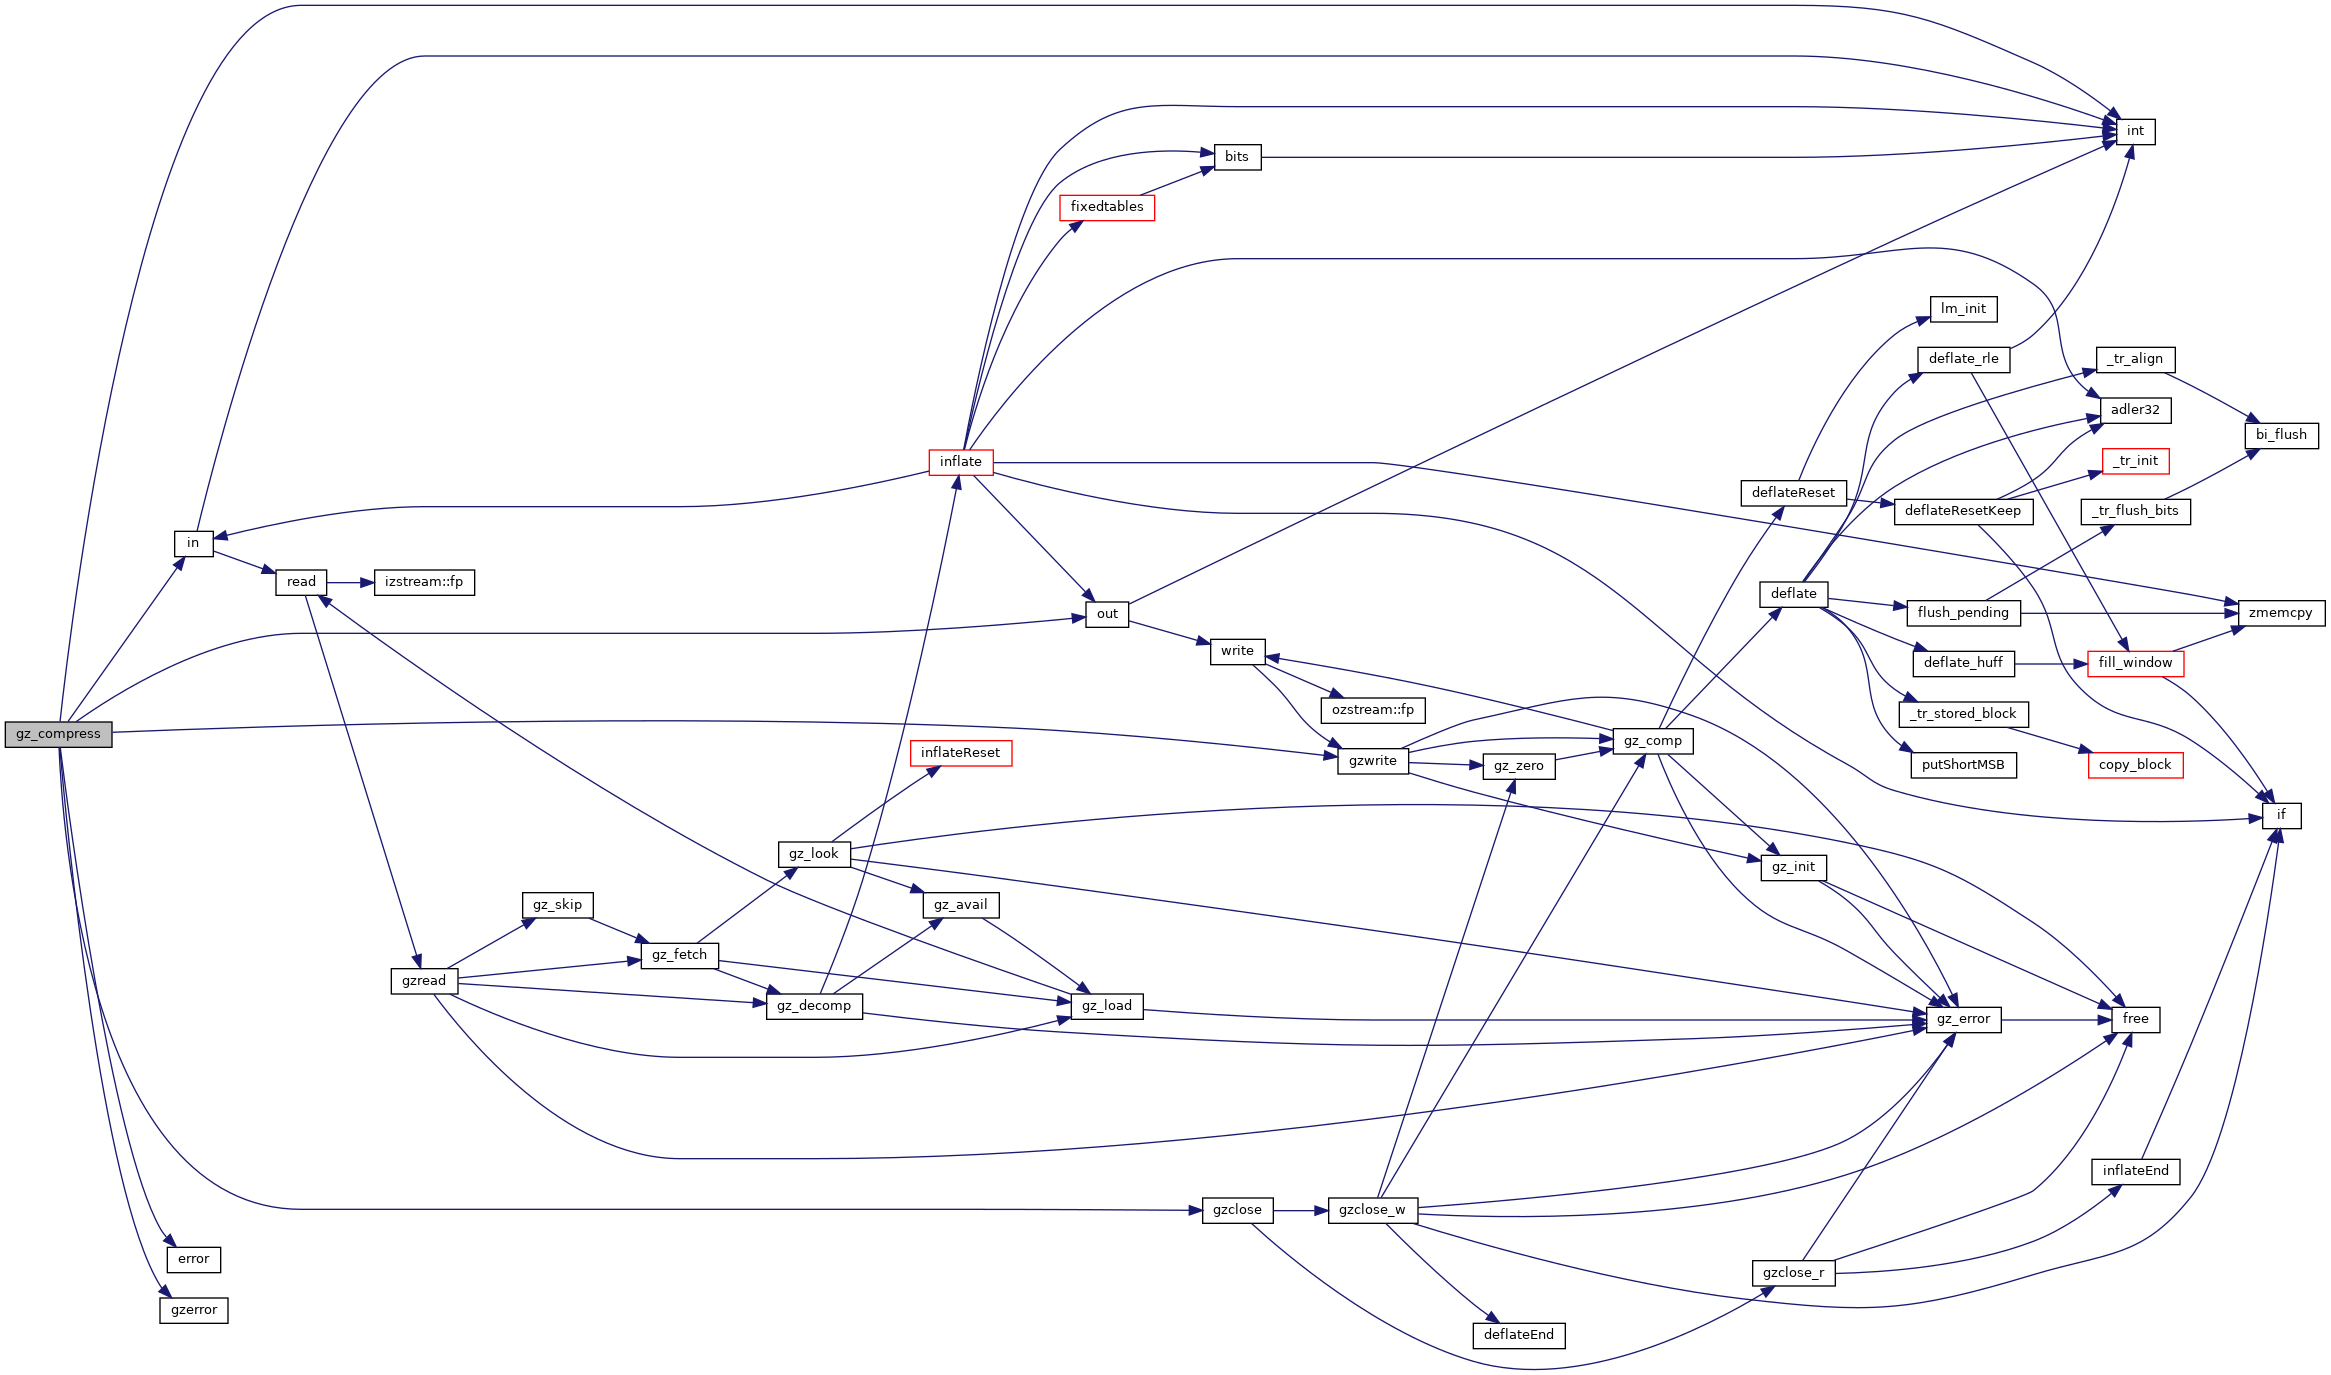 int
bits
fixedtables
lm_init
deflate_rle
_tr_align
adler32
bi_flush
inflate
_tr_init
deflateReset
deflateResetKeep
_tr_flush_bits
in
read
izstream::fp
deflate
out
flush_pending
zmemcpy
write
deflate_huff
fill_window
ozstream::fp
_tr_stored_block
gz_compress
gz_comp
inflateReset
gzwrite
gz_zero
putShortMSB
copy_block
if
gz_look
gz_init
gz_skip
gz_avail
gz_fetch
gzread
gz_decomp
gz_load
gz_error
free
inflateEnd
gzclose
gzclose_w
error
gzclose_r
gzerror
deflateEnd